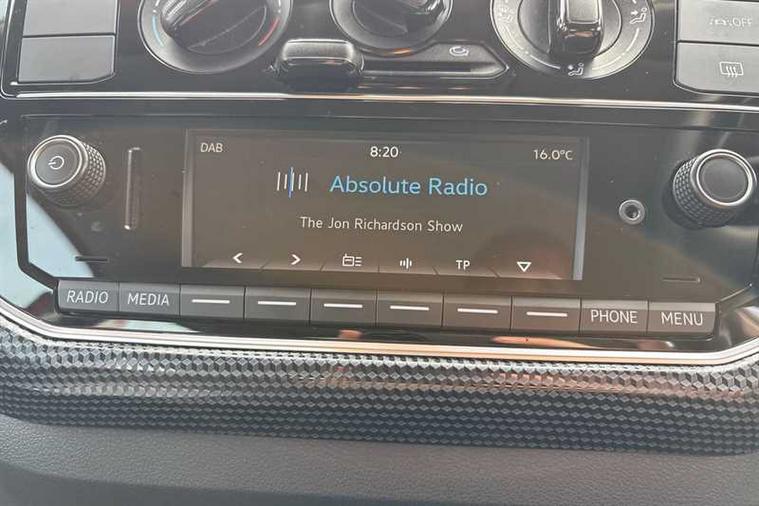 OFF
DAB 8:20 16.0°C
Absolute Radio
The Jon Richardson Show
TP
RADIO MEDIA PHONE MENU